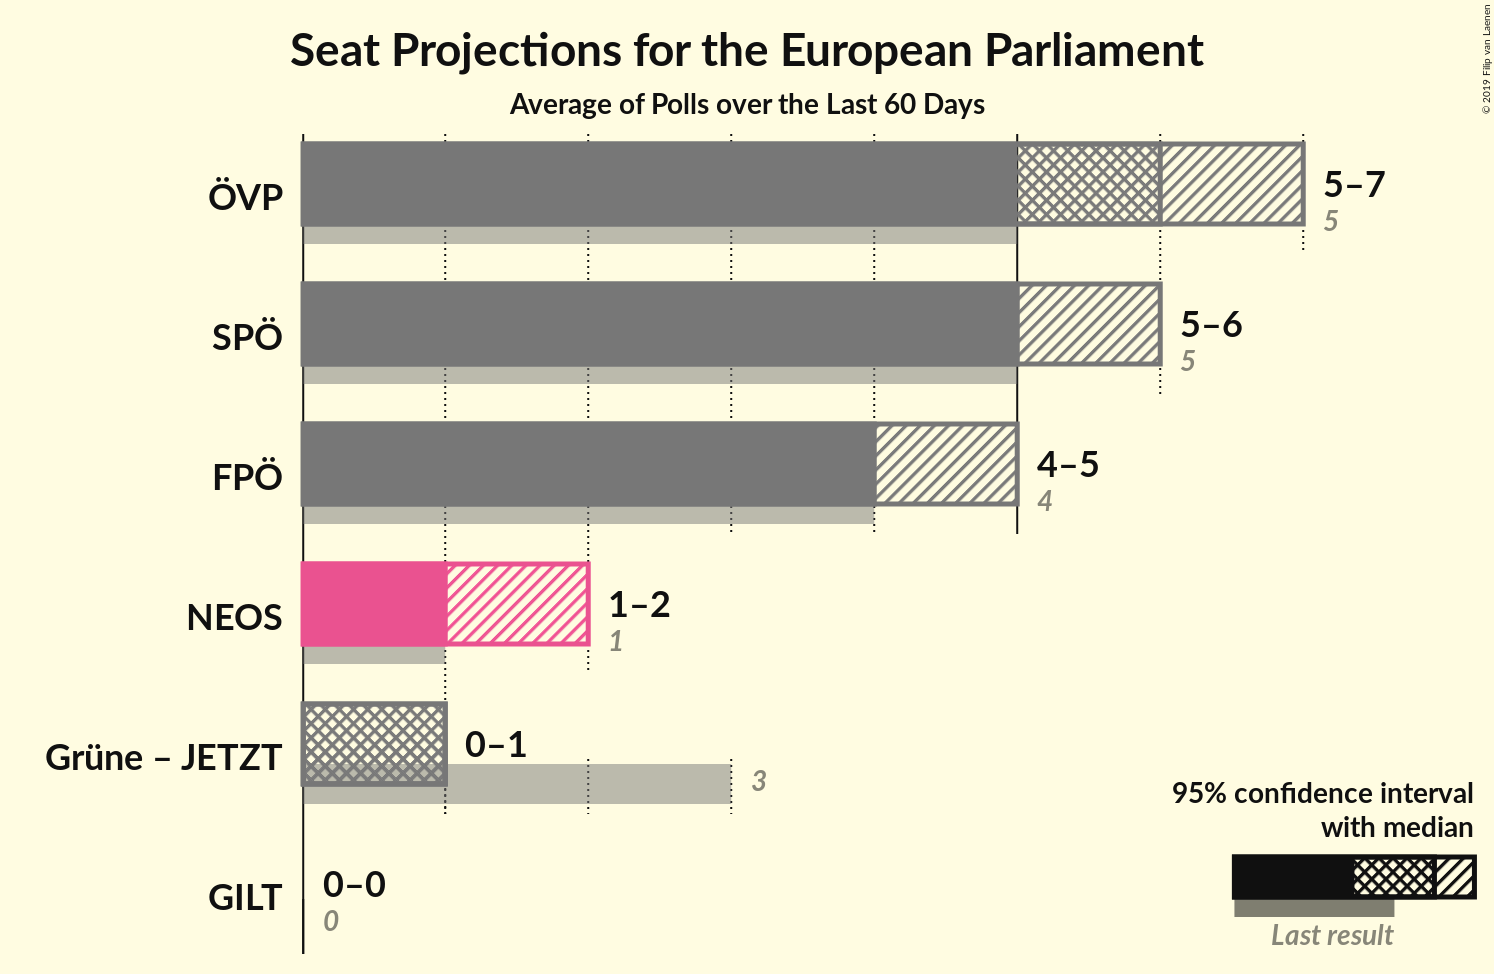 Seat Projections for the European Parliament
Average of Polls over the Last 60 Days
© 2019 Filip van Laenen
ÖVP
5–7
5
SPÖ
5–6
5
FPÖ
4–5
4
NEOS
1–2
1
Grüne – JETZT
0–1
3
GILT
0–0
0
95% confidence interval
with median
Last result